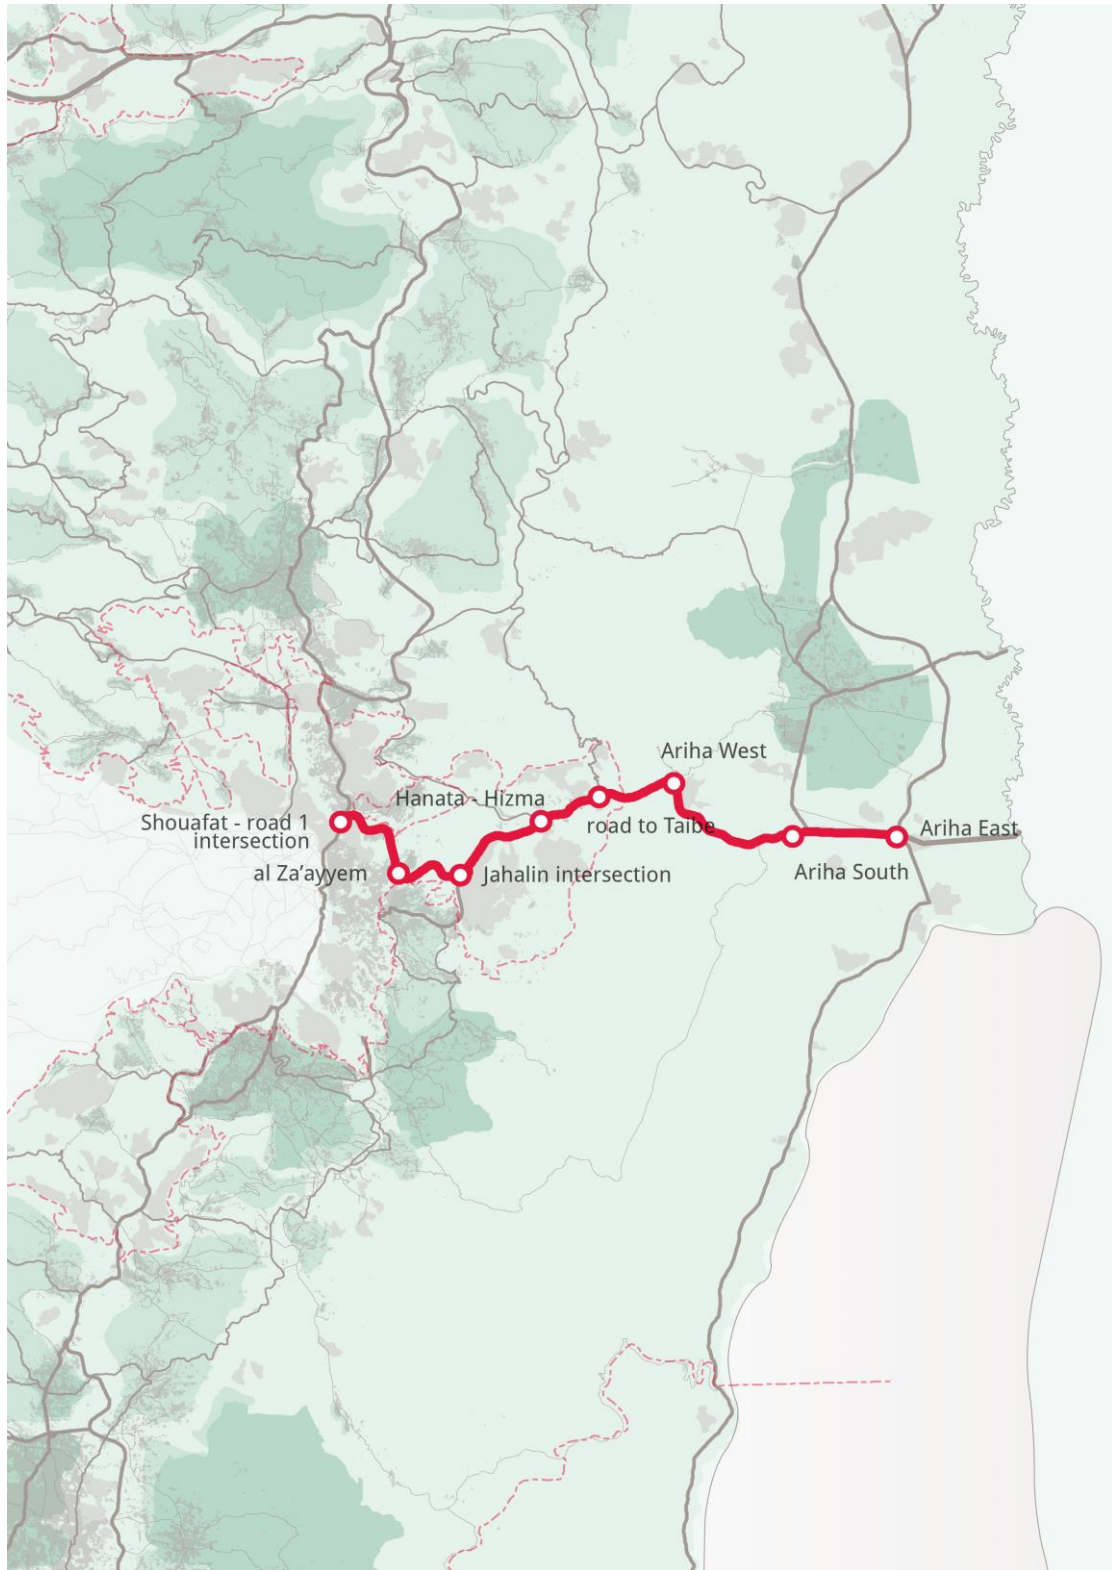 Ariha West
Hanata - Hizma
Shouafat - road 1
intersection
road to Taibe
Ariha East
al Za'ayyem
Jahalin intersection
Ariha South